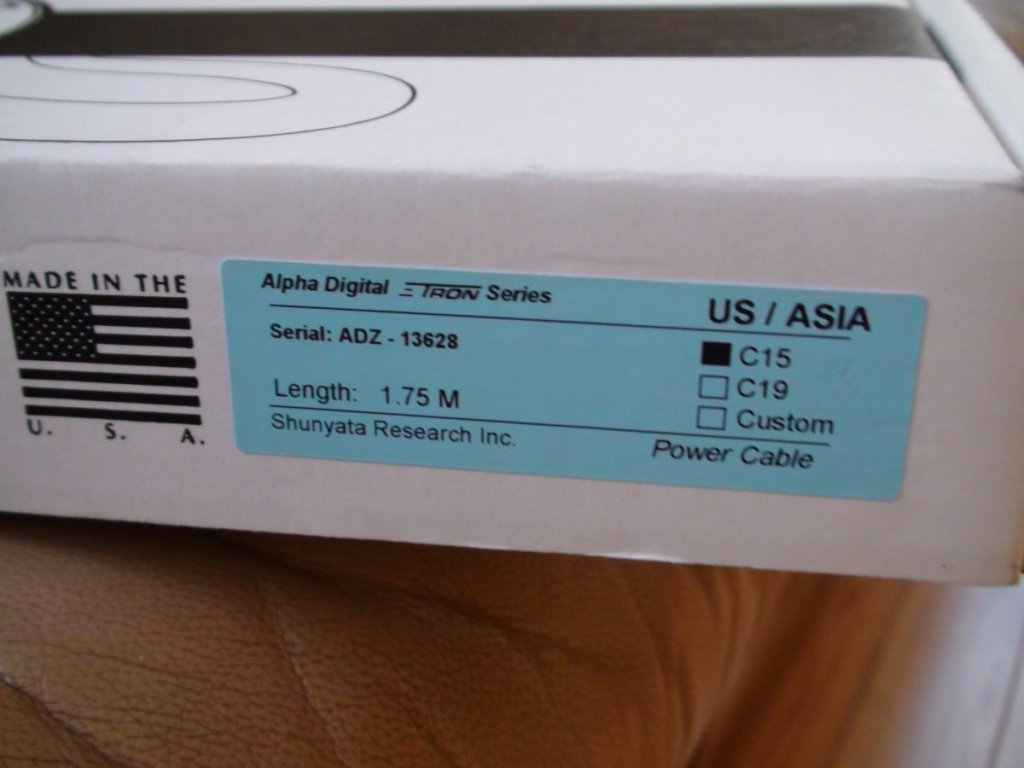 MADE IN THE
U. S. A.
Alpha Digital ΞTRON Series
Serial: ADZ - 13628
Length: 1.75 M
Shunyata Research Inc.
US / ASIA
C15
C19
Custom
Power Cable